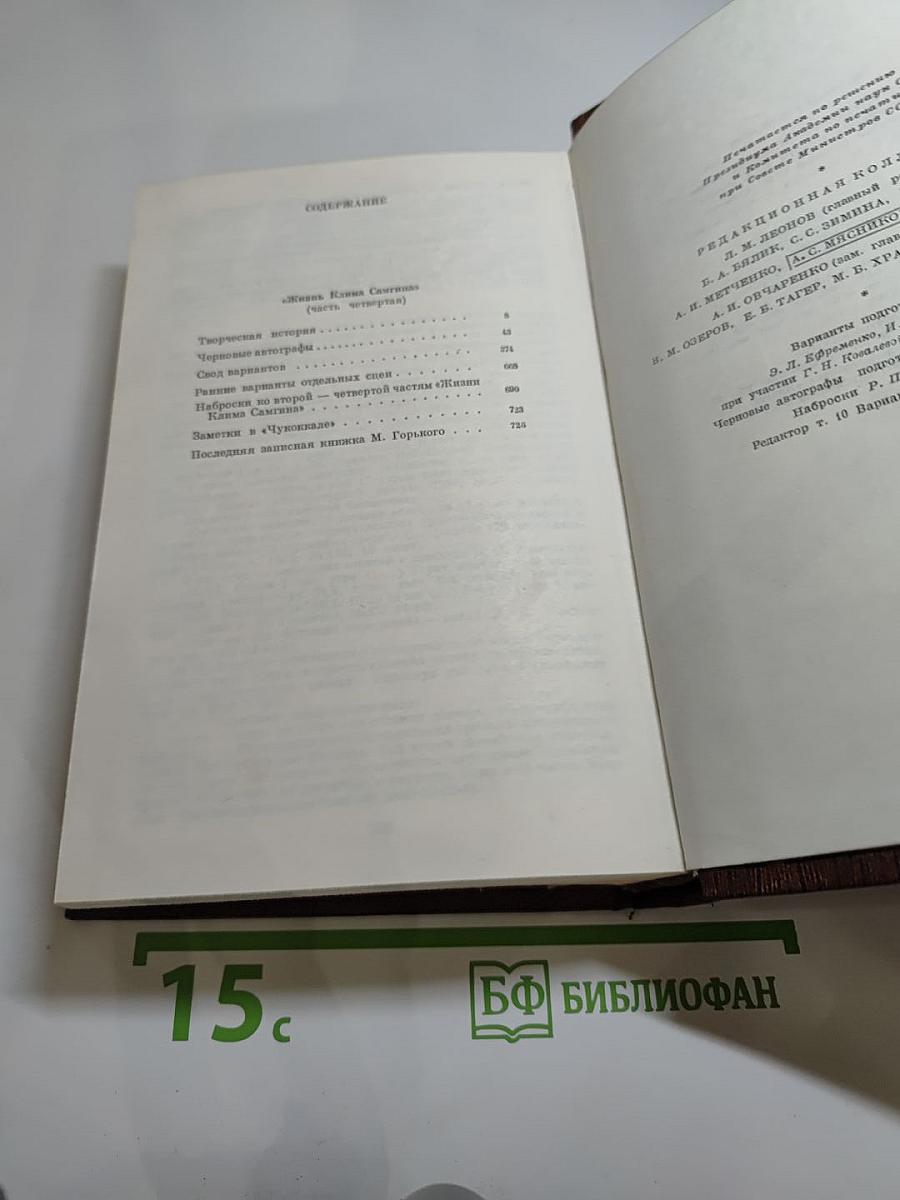 СОДЕРЖАНИЕ
«Жизнь Клима Самгина»
(часть четвертая)
Творческая история . . . . . . . . . . . . . . . . 5
Черновые автографы . . . . . . . . . . . . . . . . 43
Свод вариантов . . . . . . . . . . . . . . . . . . 374
Ранние варианты отдельных сцен . . . . . . . . 668
Наброски ко второй — четвертой частям «Жизни
Клима Самгина» . . . . . . . . . . . . . . . . 690
Заметки в «Чукоккале» . . . . . . . . . . . . . 723
Последняя записная книжка М. Горького . . . 725
Печатается по решению
Президиума Академии наук
и Комитета по печати
при Совете Министров СС
*
РЕДАКЦИОННАЯ КОЛЛ
Л. М. ЛЕОНОВ (главный р
Б. А. БЯЛИК, С. С. ЗИМИНА,
А. И. МЕТЧЕНКО, А. С. МЯСНИКО
А. И. ОВЧАРЕНКО (зам. глав
В. М. ОЗЕРОВ, Е. Б. ТАГЕР, М. Б. ХРА
*
Варианты подго
Э. Л. Ефременко, И.
при участии Г. Н. Ковалевой
Черновые автографы подгот
Наброски Р. П
Редактор т. 10 Вариан
15 с
БФ БИБЛИОФАН